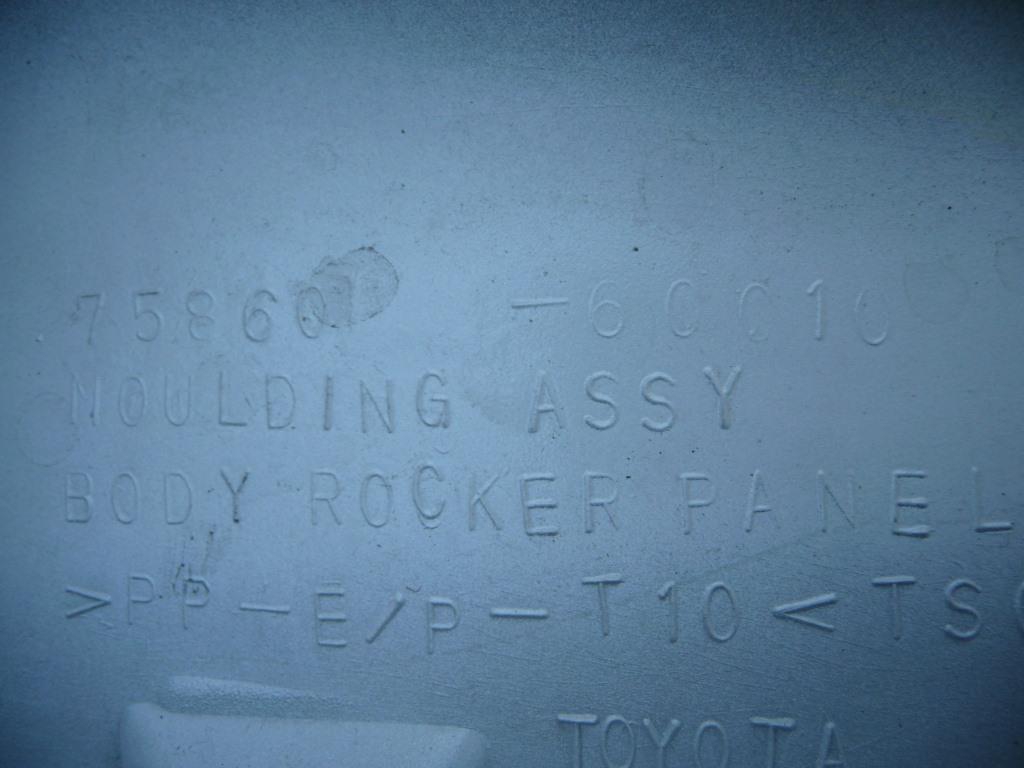 75860 -60010
MOULDING ASSY
BODY ROCKER PANEL
>PP-E/P-T10< TS
TOYOTA